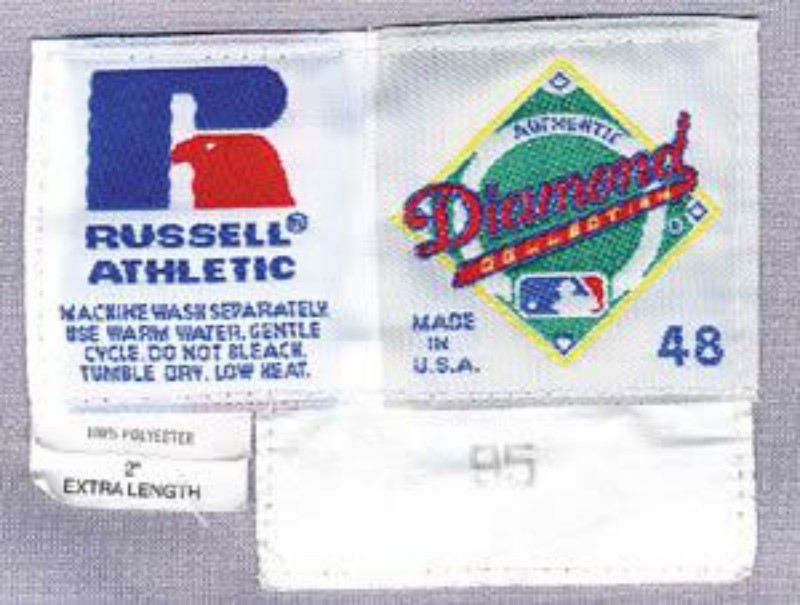 RUSSELL®
ATHLETIC
MACHINE WASH SEPARATELY
USE WARM WATER, GENTLE
CYCLE. DO NOT BLEACH.
TUMBLE DRY. LOW HEAT.
100% POLYESTER
2"
EXTRA LENGTH
AUTHENTIC
Diamond
COLLECTION
MADE
IN
U.S.A.
48
95